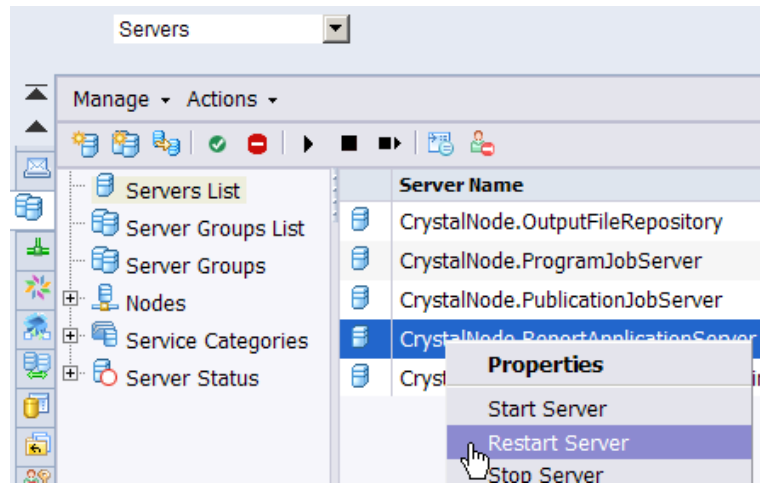 Servers
Manage Actions
Servers List
Server Groups List
Server Groups
Nodes
Service Categories
Server Status
Server Name
CrystalNode.OutputFileRepository
CrystalNode.ProgramJobServer
CrystalNode.PublicationJobServer
CrystalNode.ReportApplicationServer
Properties
Start Server
Restart Server
Stop Server